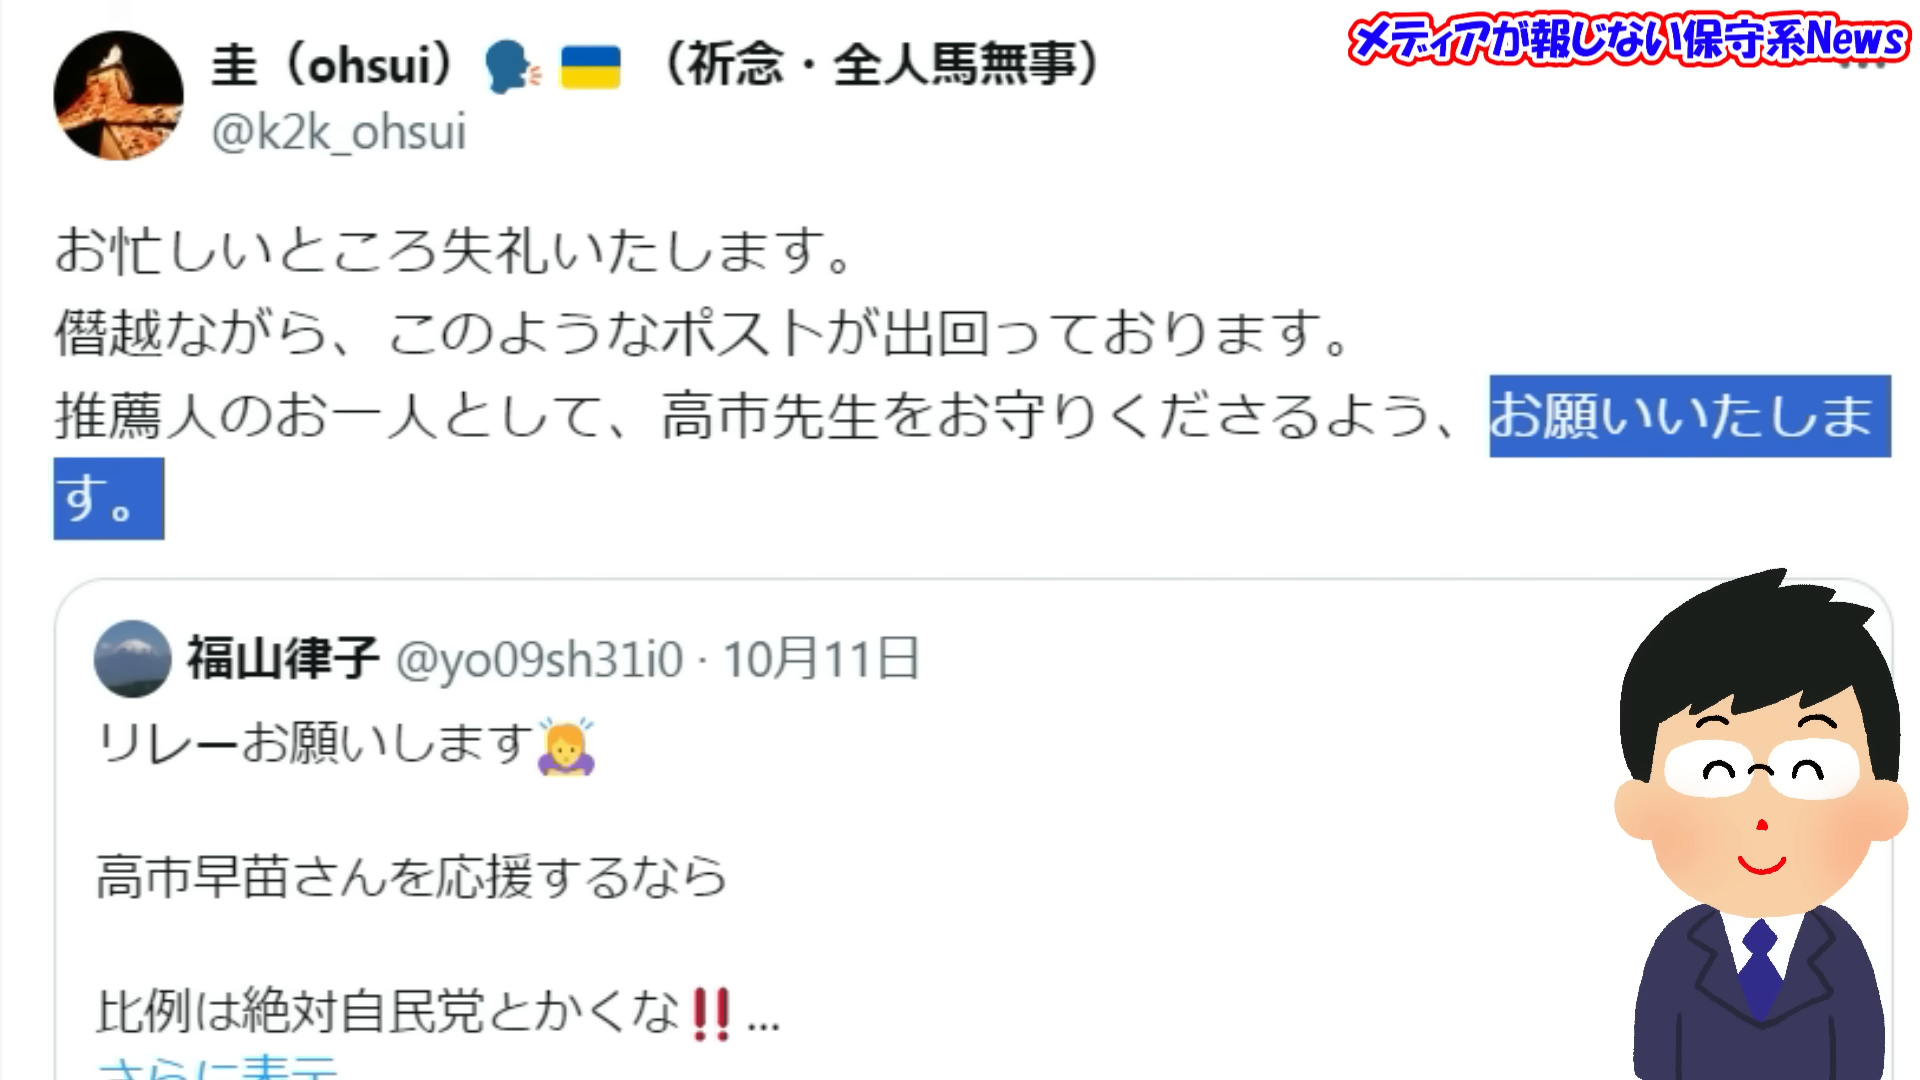 メディアが報じない保守系News
圭（ohsui）🗣🇺🇦（祈念・全人馬無事）
@k2k_ohsui
お忙しいところ失礼いたします。
僭越ながら、このようなポストが出回っております。
推薦人のお一人として、高市先生をお守りくださるよう、お願いいたしま
す。
福山律子 @yo09sh31i0 · 10月11日
リレーお願いします🙇‍♀️
高市早苗さんを応援するなら
比例は絶対自民党とかくな‼️...
さらに表示